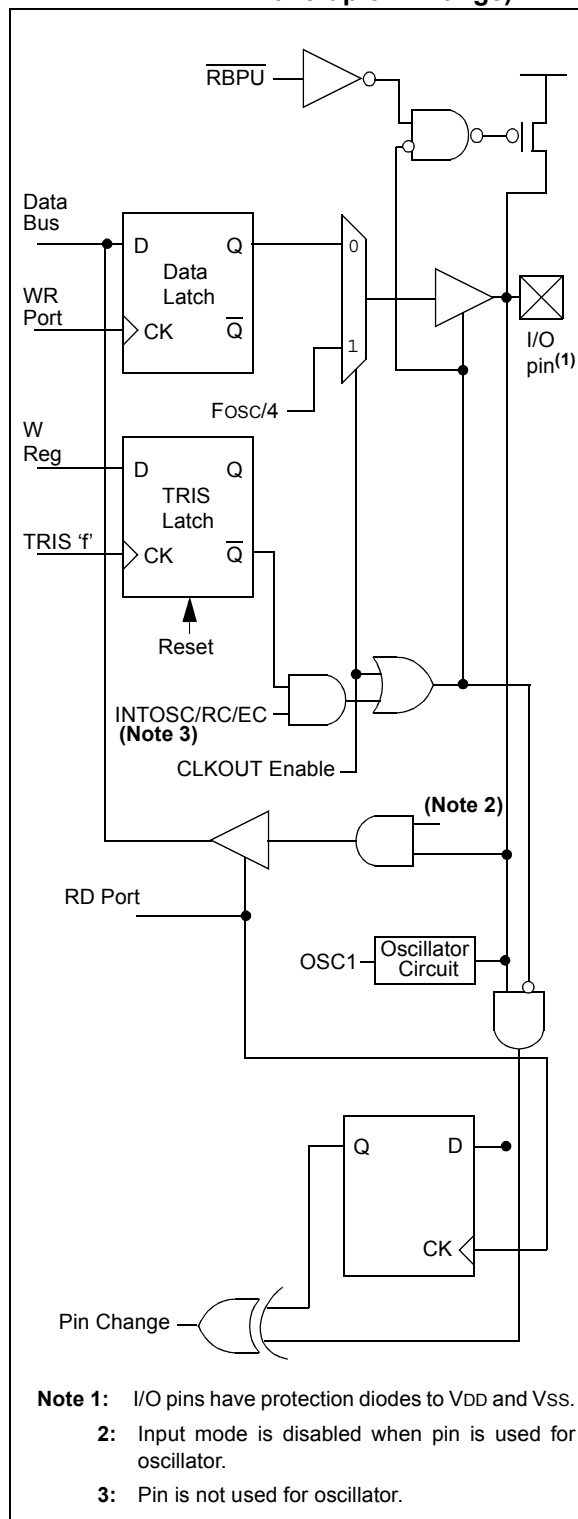 RBPU
Data
Bus
D
Q
0
Data
Latch
WR
Port
CK
Q
1
I/O
pin(1)
FOSC/4
W
Reg
D
Q
TRIS
Latch
TRIS ‘f’
CK
Q
Reset
INTOSC/RC/EC
(Note 3)
CLKOUT Enable
(Note 2)
RD Port
OSC1
Oscillator
Circuit
Q
D
CK
Pin Change
Note 1: I/O pins have protection diodes to VDD and VSS.
2: Input mode is disabled when pin is used for
oscillator.
3: Pin is not used for oscillator.